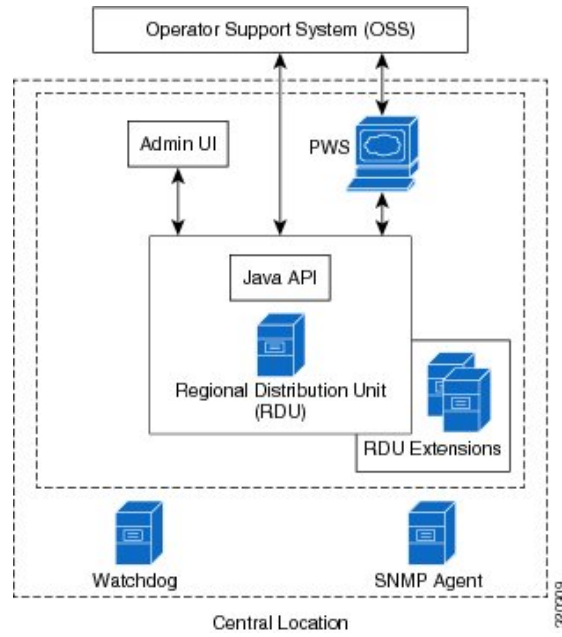 Operator Support System (OSS)
Admin UI
PWS
Java API
Regional Distribution Unit
(RDU)
RDU Extensions
Watchdog
SNMP Agent
Central Location